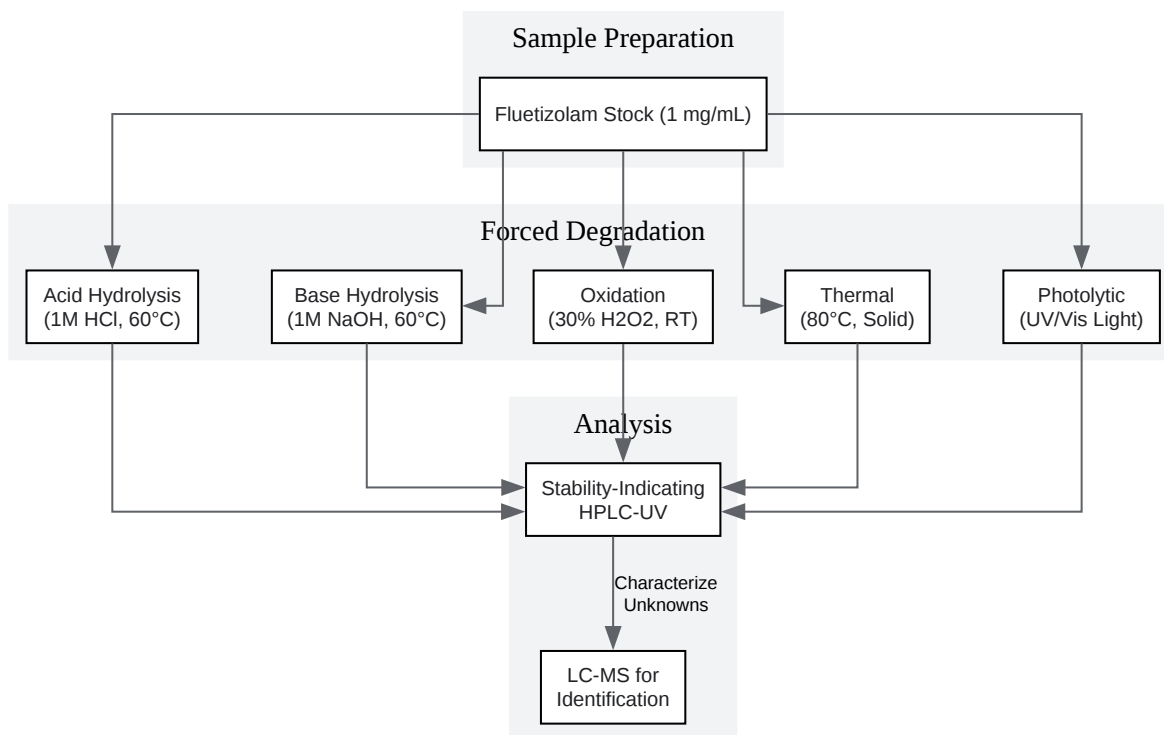 Sample Preparation
Fluetizolam Stock (1 mg/mL)
Forced Degradation
Acid Hydrolysis
(1M HCl, 60°C)
Base Hydrolysis
(1M NaOH, 60°C)
Oxidation
(30% H2O2, RT)
Thermal
(80°C, Solid)
Photolytic
(UV/Vis Light)
Analysis
Stability-Indicating
HPLC-UV
Characterize
Unknowns
LC-MS for
Identification